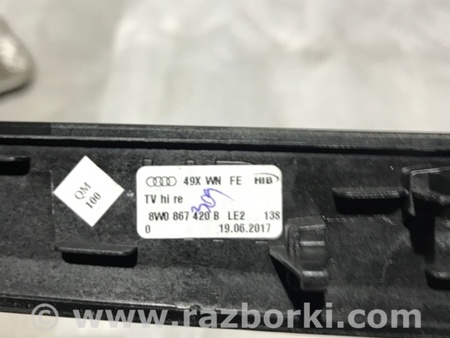 QM
100
49X WN FE HIB
TV hi re
8W0 867 420 B LE2 138
0 19.06.2017
309
© www.razborki.com